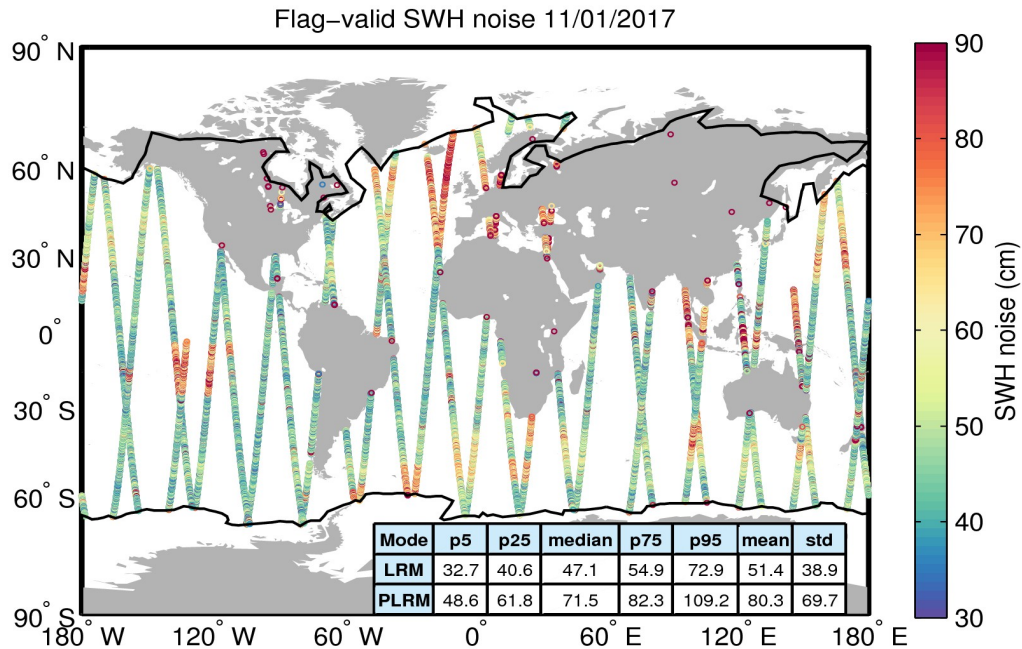 Flag−valid SWH noise 11/01/2017
90° N
60° N
30° N
0°
30° S
60° S
90° S
180° W
120° W
60° W
0°
60° E
120° E
180° E
Mode p5 p25 median p75 p95 mean std
LRM 32.7 40.6 47.1 54.9 72.9 51.4 38.9
PLRM 48.6 61.8 71.5 82.3 109.2 80.3 69.7
90
80
70
60
50
40
30
SWH noise (cm)